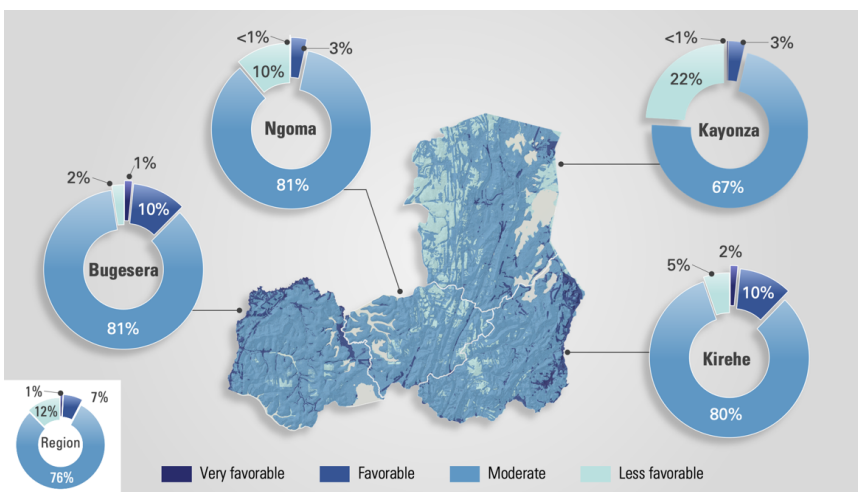 <1%
3%
10%
Ngoma
81%
<1%
3%
22%
Kayonza
67%
2%
1%
10%
Bugesera
81%
5%
2%
10%
Kirehe
80%
1%
7%
12%
Region
76%
Very favorable
Favorable
Moderate
Less favorable